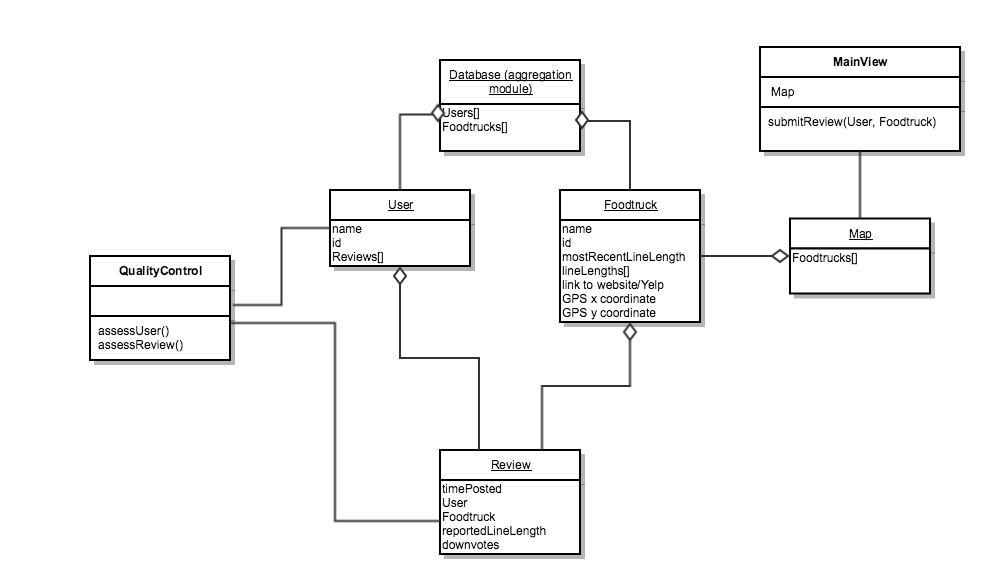 Database (aggregation
module)
Users[]
Foodtrucks[]
MainView
Map
submitReview(User, Foodtruck)
User
name
id
Reviews[]
Foodtruck
name
id
mostRecentLineLength
lineLengths[]
link to website/Yelp
GPS x coordinate
GPS y coordinate
Map
Foodtrucks[]
QualityControl
assessUser()
assessReview()
Review
timePosted
User
Foodtruck
reportedLineLength
downvotes